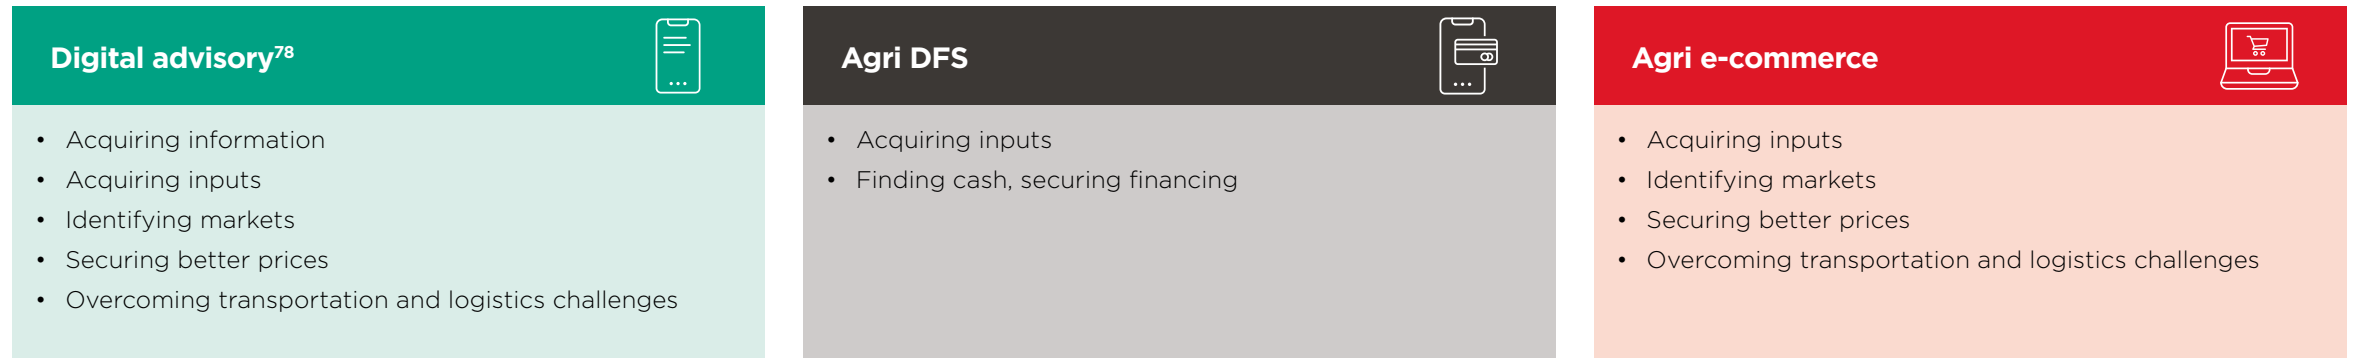 Digital advisory78
• Acquiring information
• Acquiring inputs
• Identifying markets
• Securing better prices
• Overcoming transportation and logistics challenges
Agri DFS
• Acquiring inputs
• Finding cash, securing financing
Agri e-commerce
• Acquiring inputs
• Identifying markets
• Securing better prices
• Overcoming transportation and logistics challenges